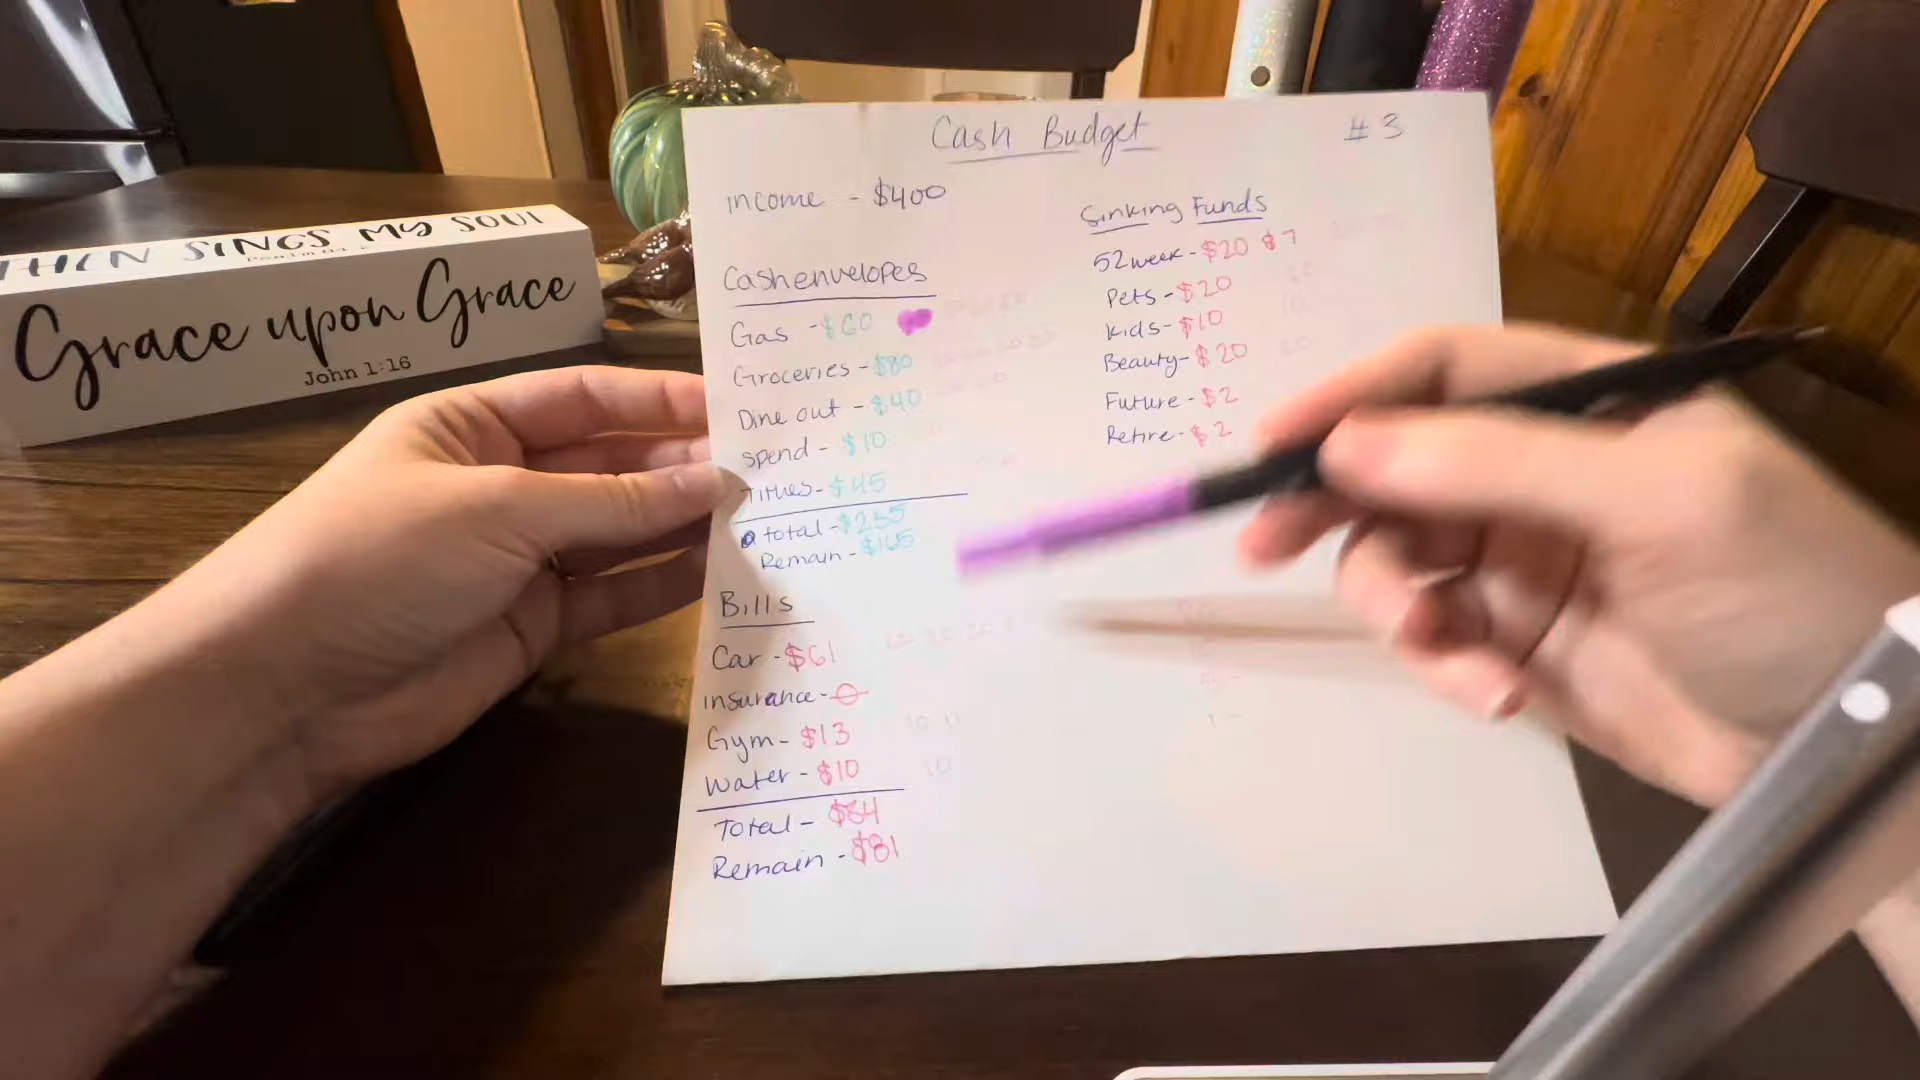 THEN SINGS MY SOUL
Grace upon Grace
John 1:16
Cash Budget
# 3
income - $400
Cash envelopes
Gas - $60
Groceries - $80
Dine out - $40
Spend - $10
Tithes - $45
total - $235
Remain - $165
Bills
Car - $61
insurance - 0
Gym - $13
Water - $10
Total - $84
Remain - $81
Sinking Funds
52 week - $20 $7
Pets - $20
Kids - $10
Beauty - $20
Future - $2
Retire - $2